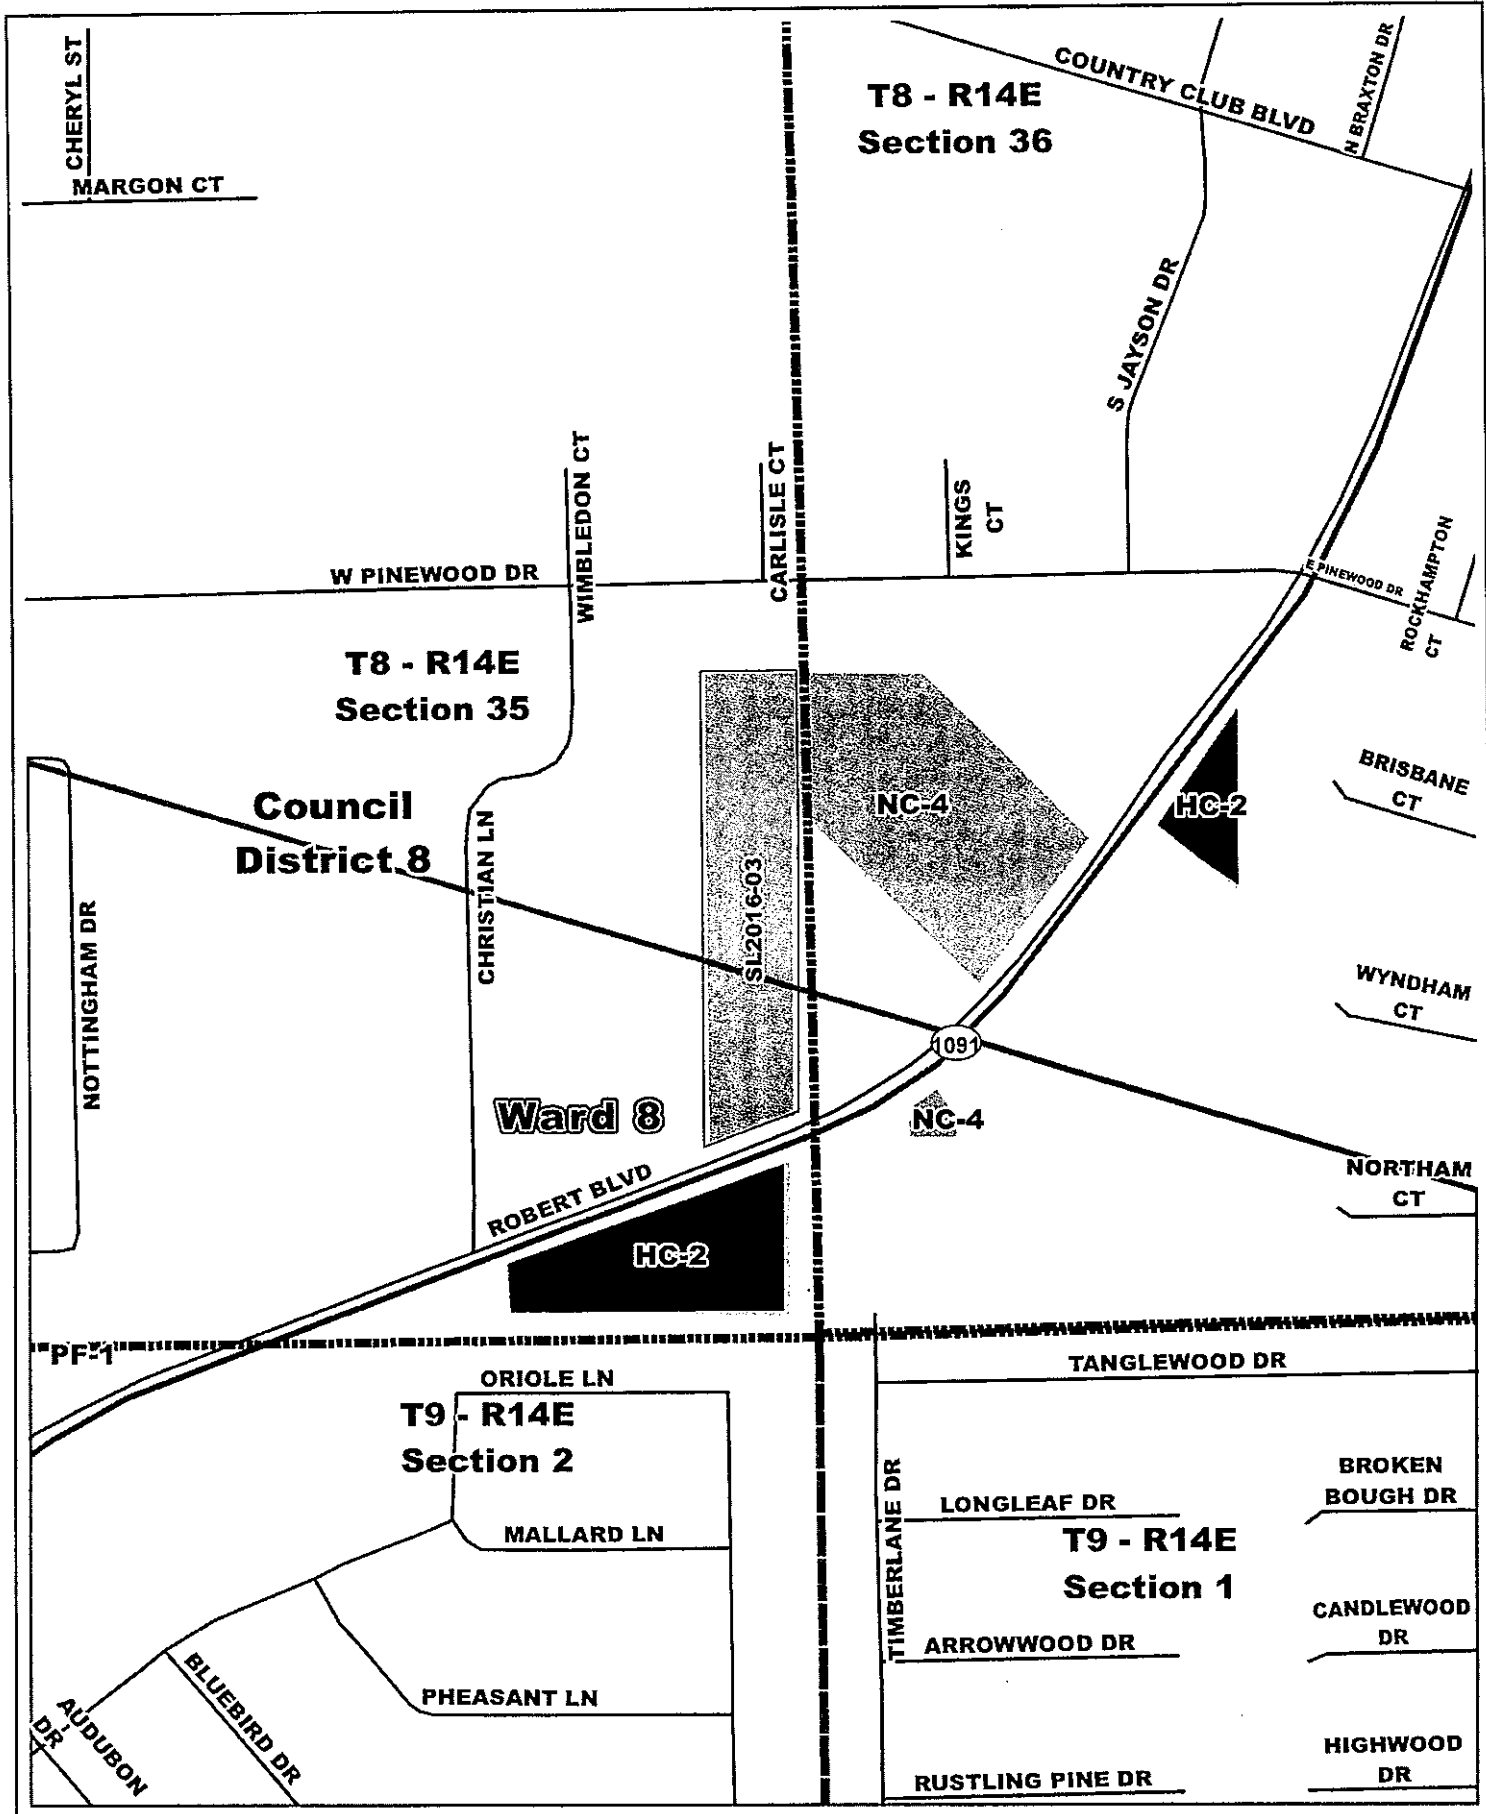 CHERYL ST
MARGON CT
T8 - R14E
Section 36
COUNTRY CLUB BLVD
N BRAXTON DR
S JAYSON DR
WIMBLEDON CT
CARLISLE CT
KINGS
CT
W PINEWOOD DR
E PINEWOOD DR
ROCKHAMPTON
CT
T8 - R14E
Section 35
Council
District 8
NOTTINGHAM DR
CHRISTIAN LN
SL2016-03
NC-4
HC-2
BRISBANE
CT
WYNDHAM
CT
1091
NC-4
Ward 8
ROBERT BLVD
HC-2
NORTHAM
CT
PF-1
TANGLEWOOD DR
ORIOLE LN
T9 - R14E
Section 2
MALLARD LN
TIMBERLANE DR
LONGLEAF DR
BROKEN
BOUGH DR
T9 - R14E
Section 1
CANDLEWOOD
DR
ARROWWOOD DR
BLUEBIRD DR
PHEASANT LN
AUDUBON
DR
RUSTLING PINE DR
HIGHWOOD
DR